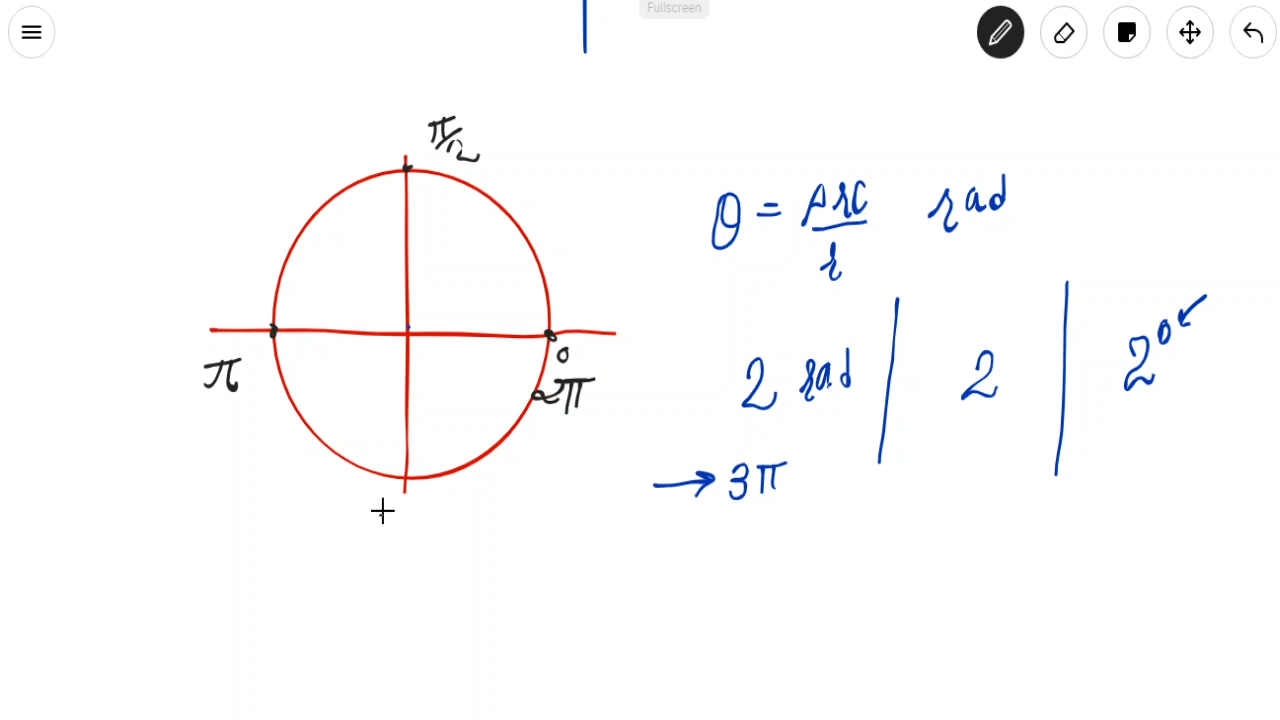 Fullscreen
π/2
θ = Arc/r rad
π
0
2π
2 rad | 2 | 2°
→ 3π